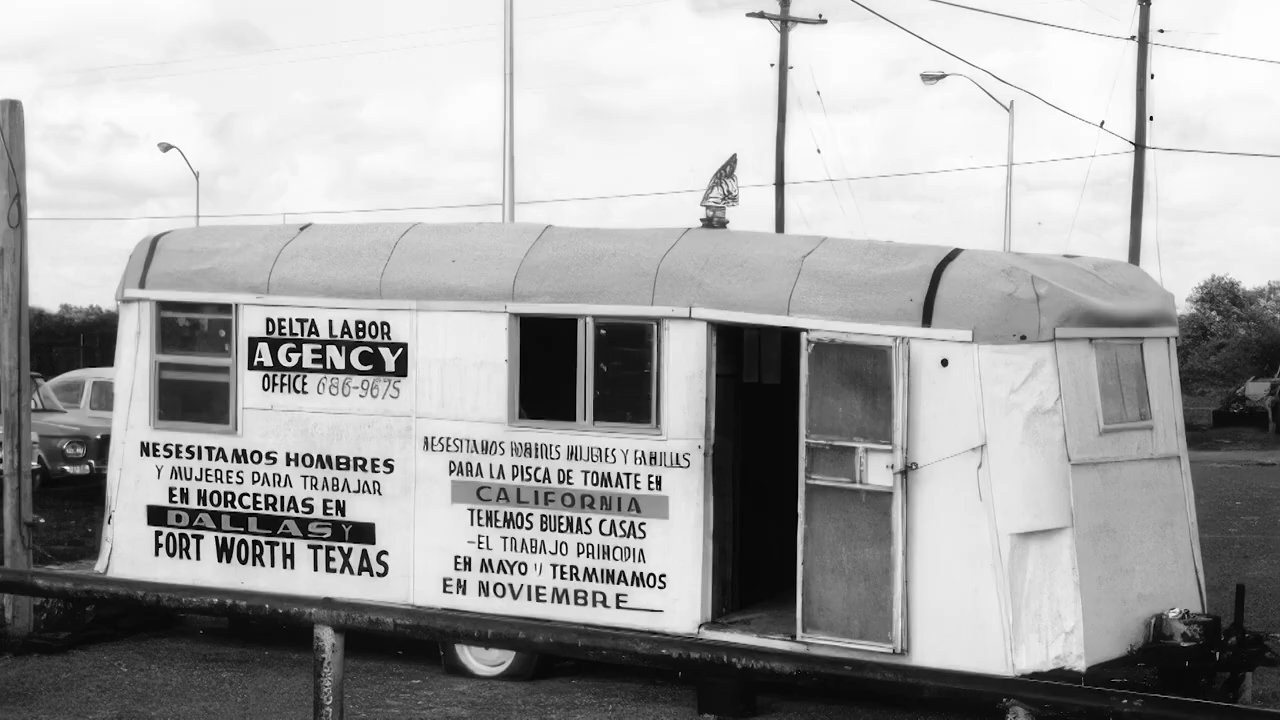 DELTA LABOR
AGENCY
OFFICE 686-9675
NESESITAMOS HOMBRES
Y MUJERES PARA TRABAJAR
EN NORCERIAS EN
DALLAS Y
FORT WORTH TEXAS
NESESITAMOS HOMBRES MUJERES Y FAMILIAS
PARA LA PISCA DE TOMATE EN
CALIFORNIA
TENEMOS BUENAS CASAS
-EL TRABAJO PRINCIPIA
EN MAYO Y TERMINAMOS
EN NOVIEMBRE